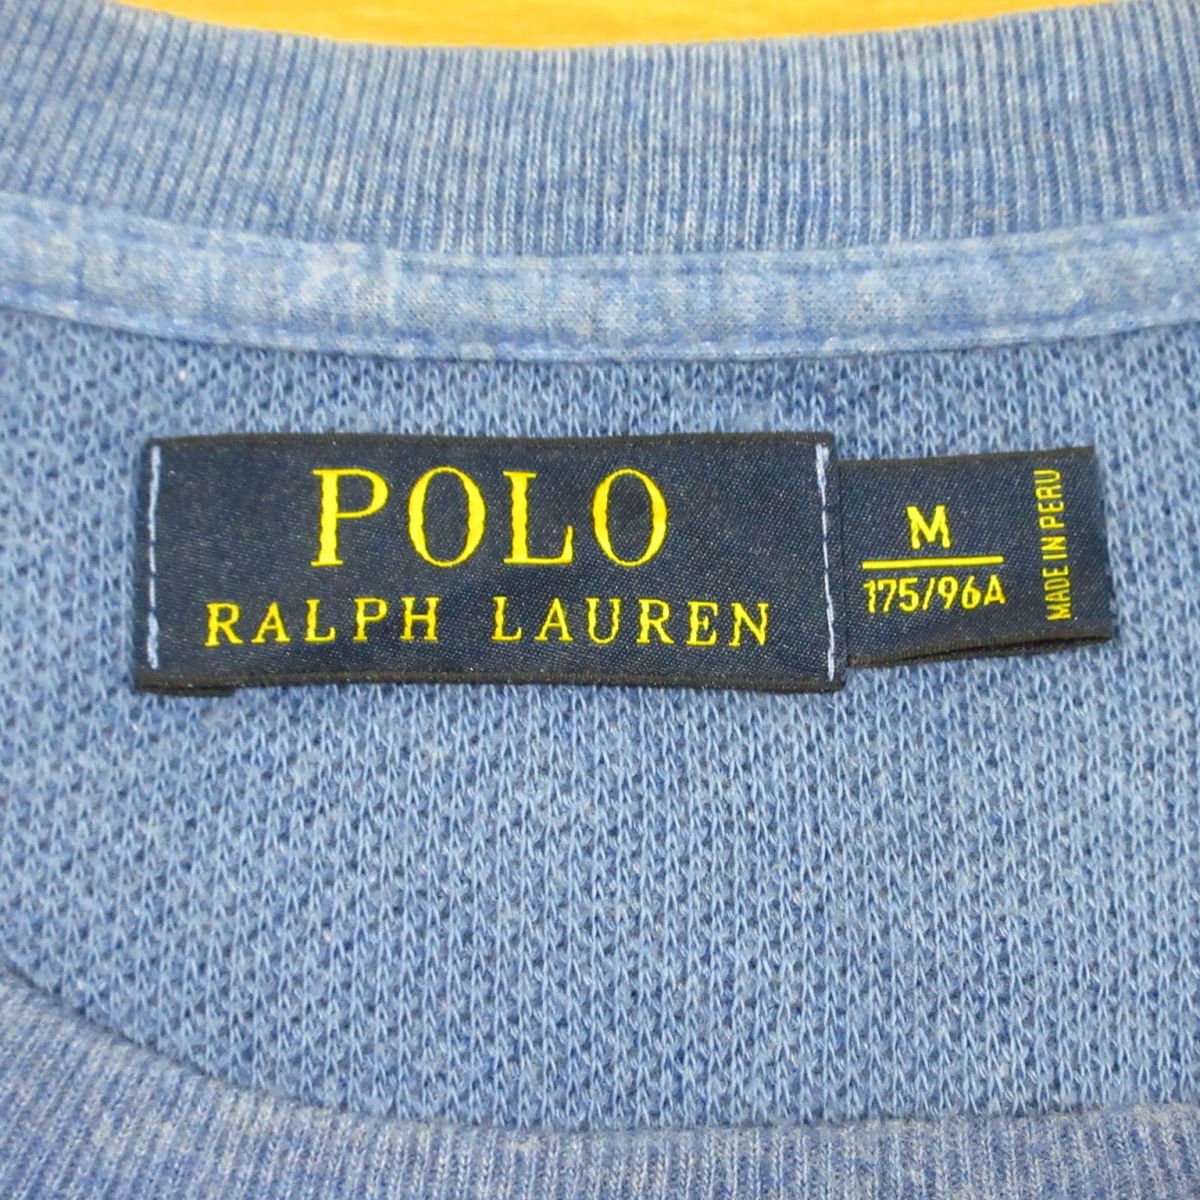 POLO
RALPH LAUREN
M
175/96A
MADE IN PERU